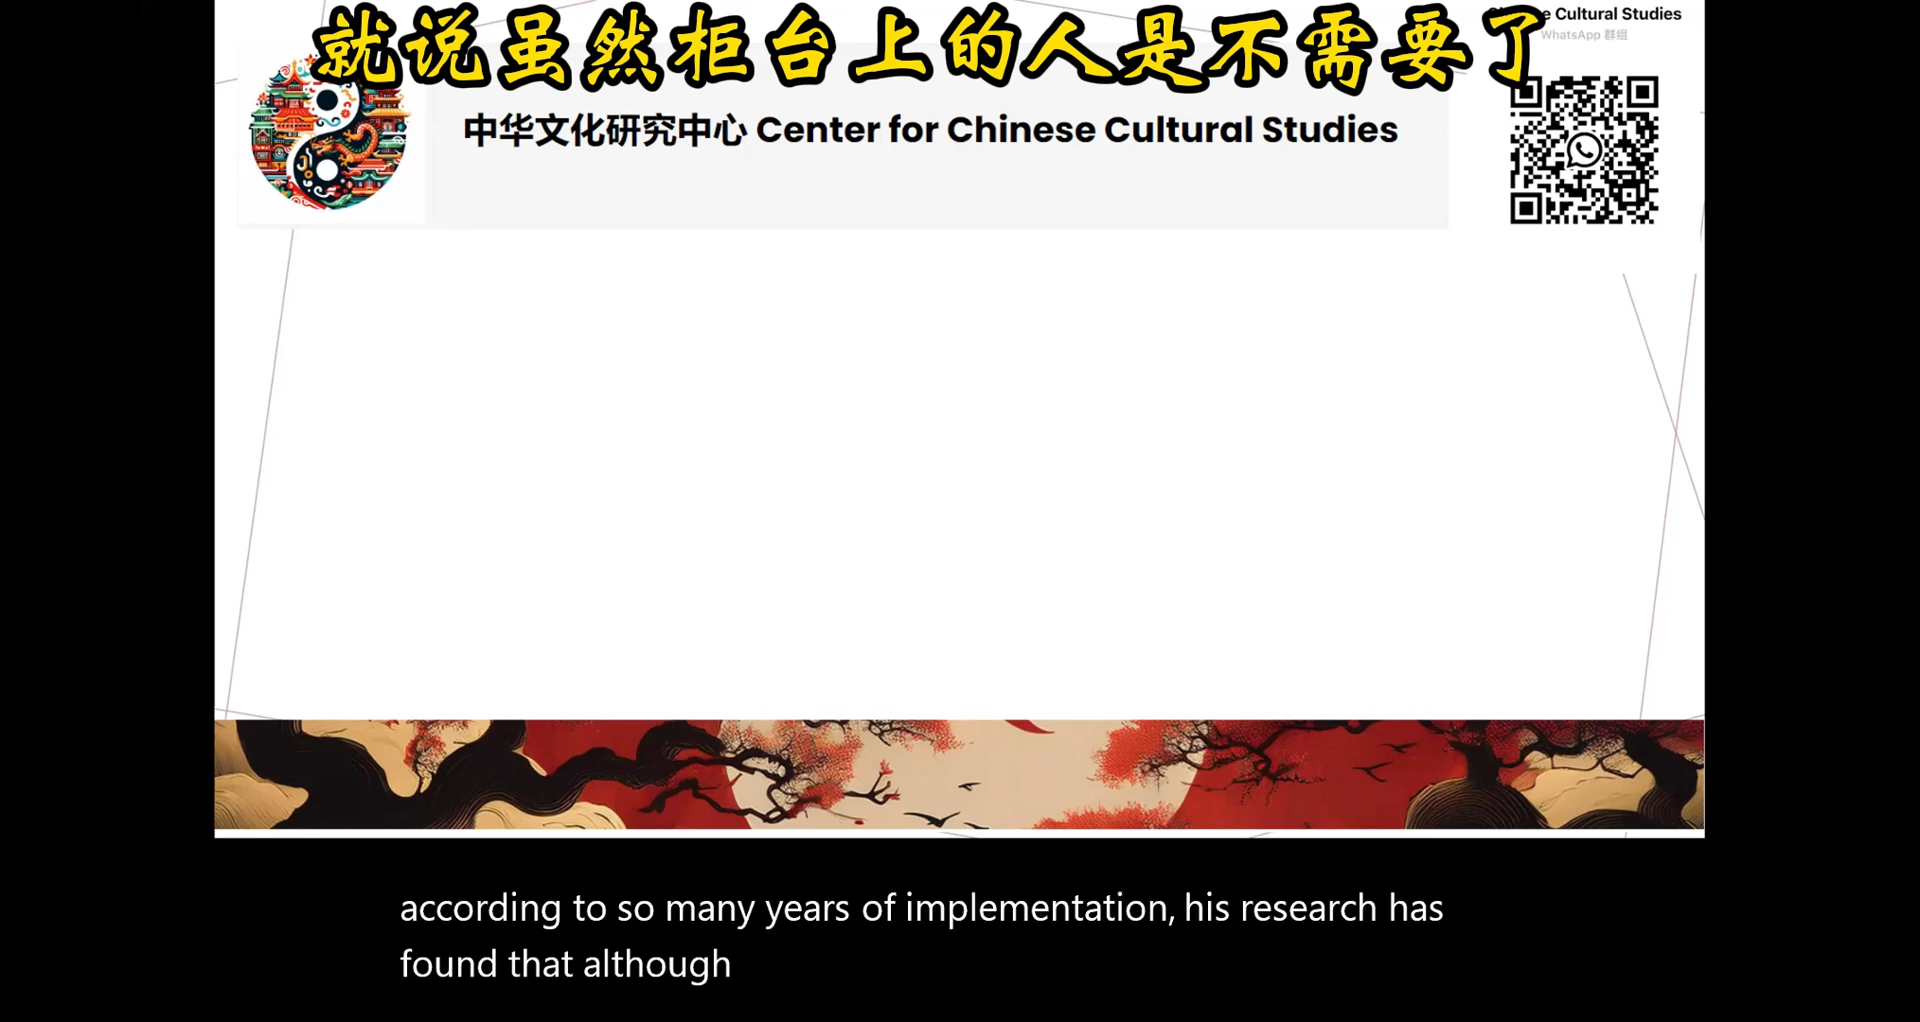 就说虽然柜台上的人是不需要了
e Cultural Studies
WhatsApp 群组
中华文化研究中心 Center for Chinese Cultural Studies
according to so many years of implementation, his research has
found that although